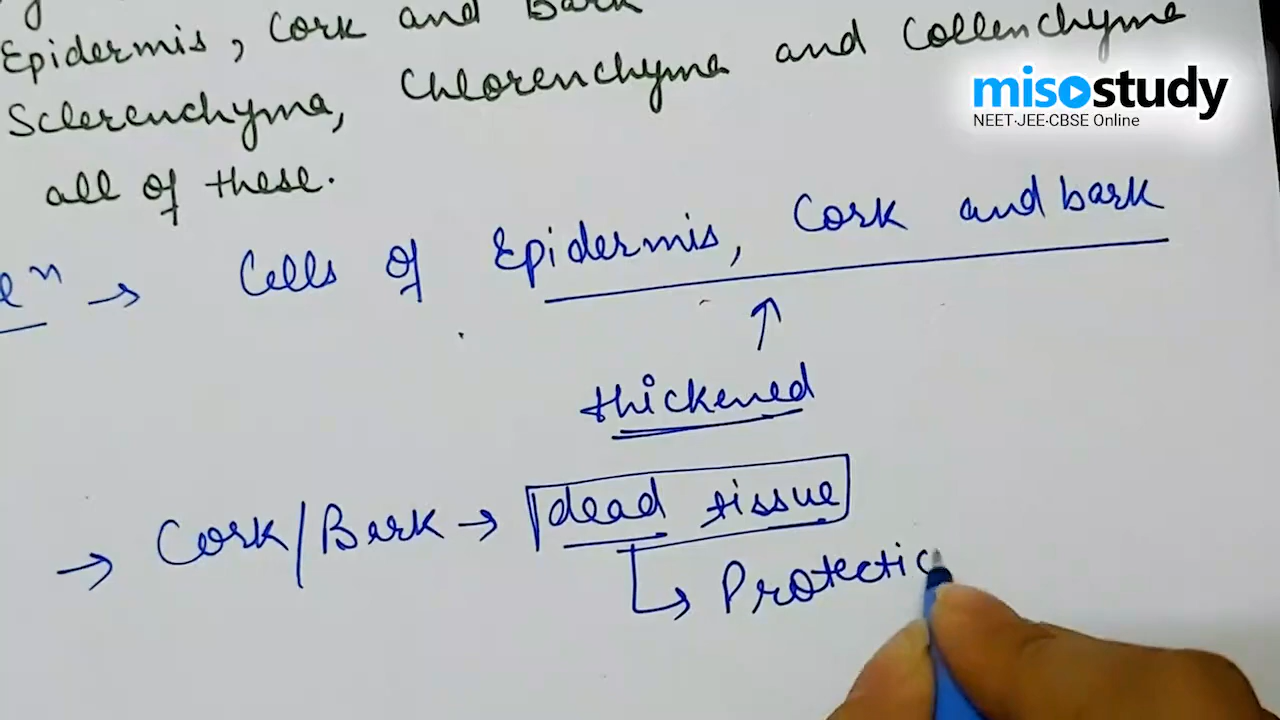 Epidermis, Cork and Bark
Sclerenchyma, Chlorenchyma and Collenchyma
all of these.
misostudy
NEET-JEE-CBSE Online
→ Cells of Epidermis, Cork and bark
↑
thickened
→ Cork/Bark → dead tissue
↳ Protectio